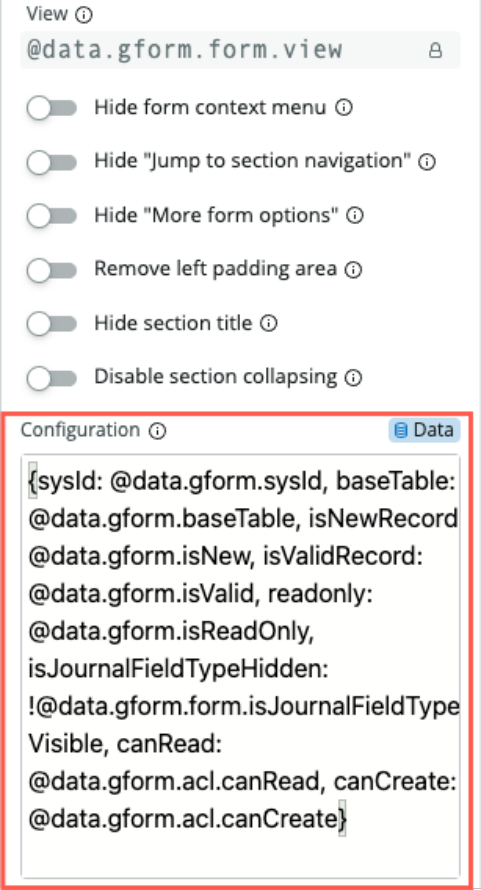 View
@data.gform.form.view
Hide form context menu
Hide "Jump to section navigation"
Hide "More form options"
Remove left padding area
Hide section title
Disable section collapsing
Configuration
Data
{sysId: @data.gform.sysId, baseTable:
@data.gform.baseTable, isNewRecord
@data.gform.isNew, isValidRecord:
@data.gform.isValid, readonly:
@data.gform.isReadOnly,
isJournalFieldTypeHidden:
!@data.gform.form.isJournalFieldType
Visible, canRead:
@data.gform.acl.canRead, canCreate:
@data.gform.acl.canCreate}